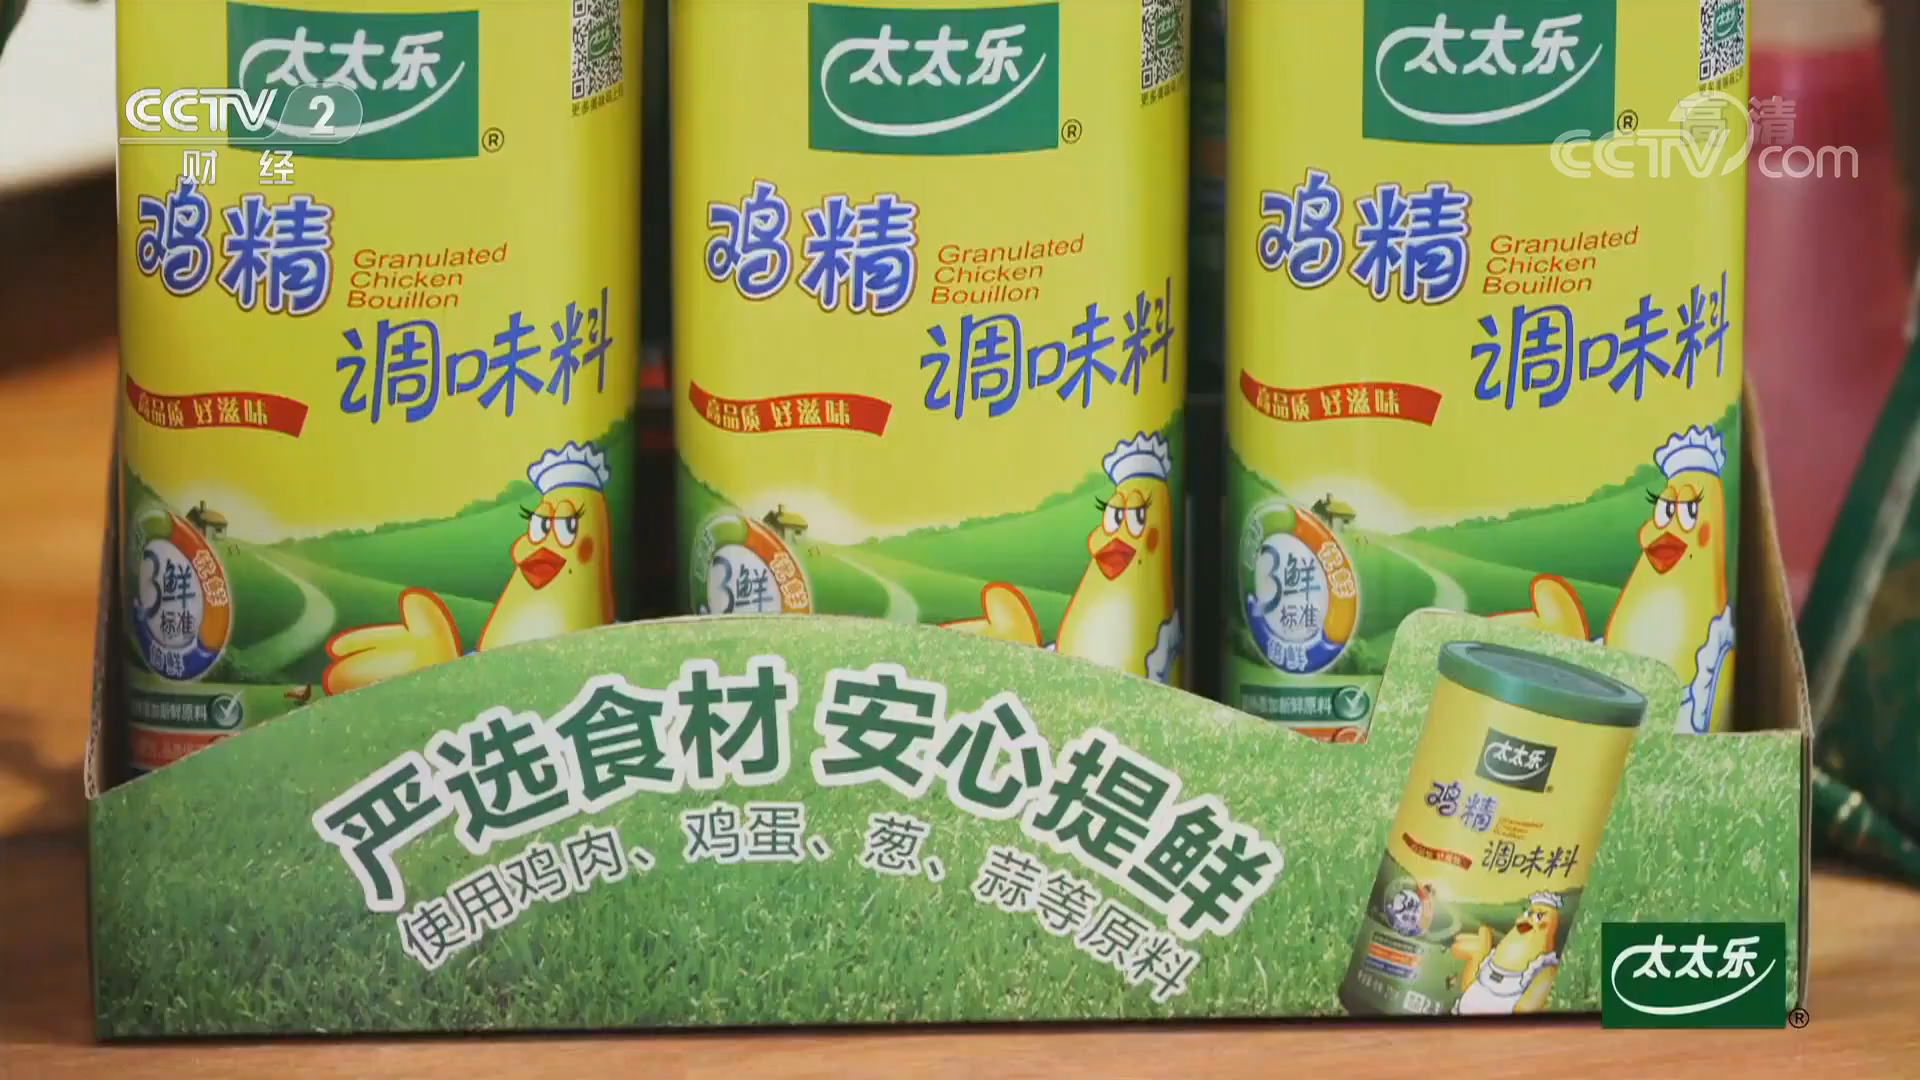 太太乐
太太乐
太太乐
CCTV 2
财经
高清
CCTV.com
鸡精
Granulated
Chicken
Bouillon
调味料
高品质 好滋味
3鲜
标准
鸡精
Granulated
Chicken
Bouillon
调味料
高品质 好滋味
3鲜
鸡精
Granulated
Chicken
Bouillon
调味料
高品质 好滋味
3鲜
标准
严选食材 安心提鲜
使用鸡肉、鸡蛋、葱、蒜等原料
太太乐
鸡精
Granulated
Chicken
Bouillon
调味料
3鲜
太太乐